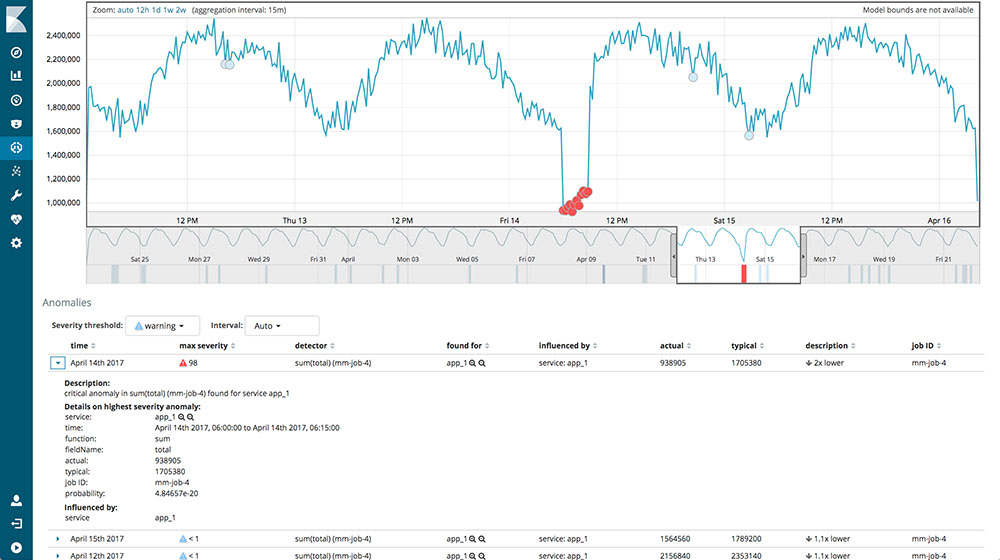 Zoom: auto 12h 1d 1w 2w (aggregation interval: 15m) Model bounds are not available
2,400,000
2,200,000
2,000,000
1,800,000
1,600,000
1,400,000
1,200,000
1,000,000
12 PM Thu 13 12 PM Fri 14 12 PM Sat 15 12 PM Apr 16
Sat 25 Mon 27 Wed 29 Fri 31 April Mon 03 Wed 05 Fri 07 Apr 09 Tue 11 Thu 13 Sat 15 Mon 17 Wed 19 Fri 21
Anomalies
Severity threshold: warning Interval: Auto
time max severity detector found for influenced by actual typical description job ID
April 14th 2017 98 sum(total) (mm-job-4) app_1 service: app_1 938905 1705380 2x lower mm-job-4
Description:
critical anomaly in sum(total) (mm-job-4) found for service app_1
Details on highest severity anomaly:
service: app_1
time: April 14th 2017, 06:00:00 to April 14th 2017, 06:15:00
function: sum
fieldName: total
actual: 938905
typical: 1705380
job ID: mm-job-4
probability: 4.84657e-20
Influenced by:
service app_1
April 15th 2017 < 1 sum(total) (mm-job-4) app_1 service: app_1 1564560 1789200 1.1x lower mm-job-4
April 12th 2017 < 1 sum(total) (mm-job-4) app_1 service: app_1 2156840 2353140 1.1x lower mm-job-4